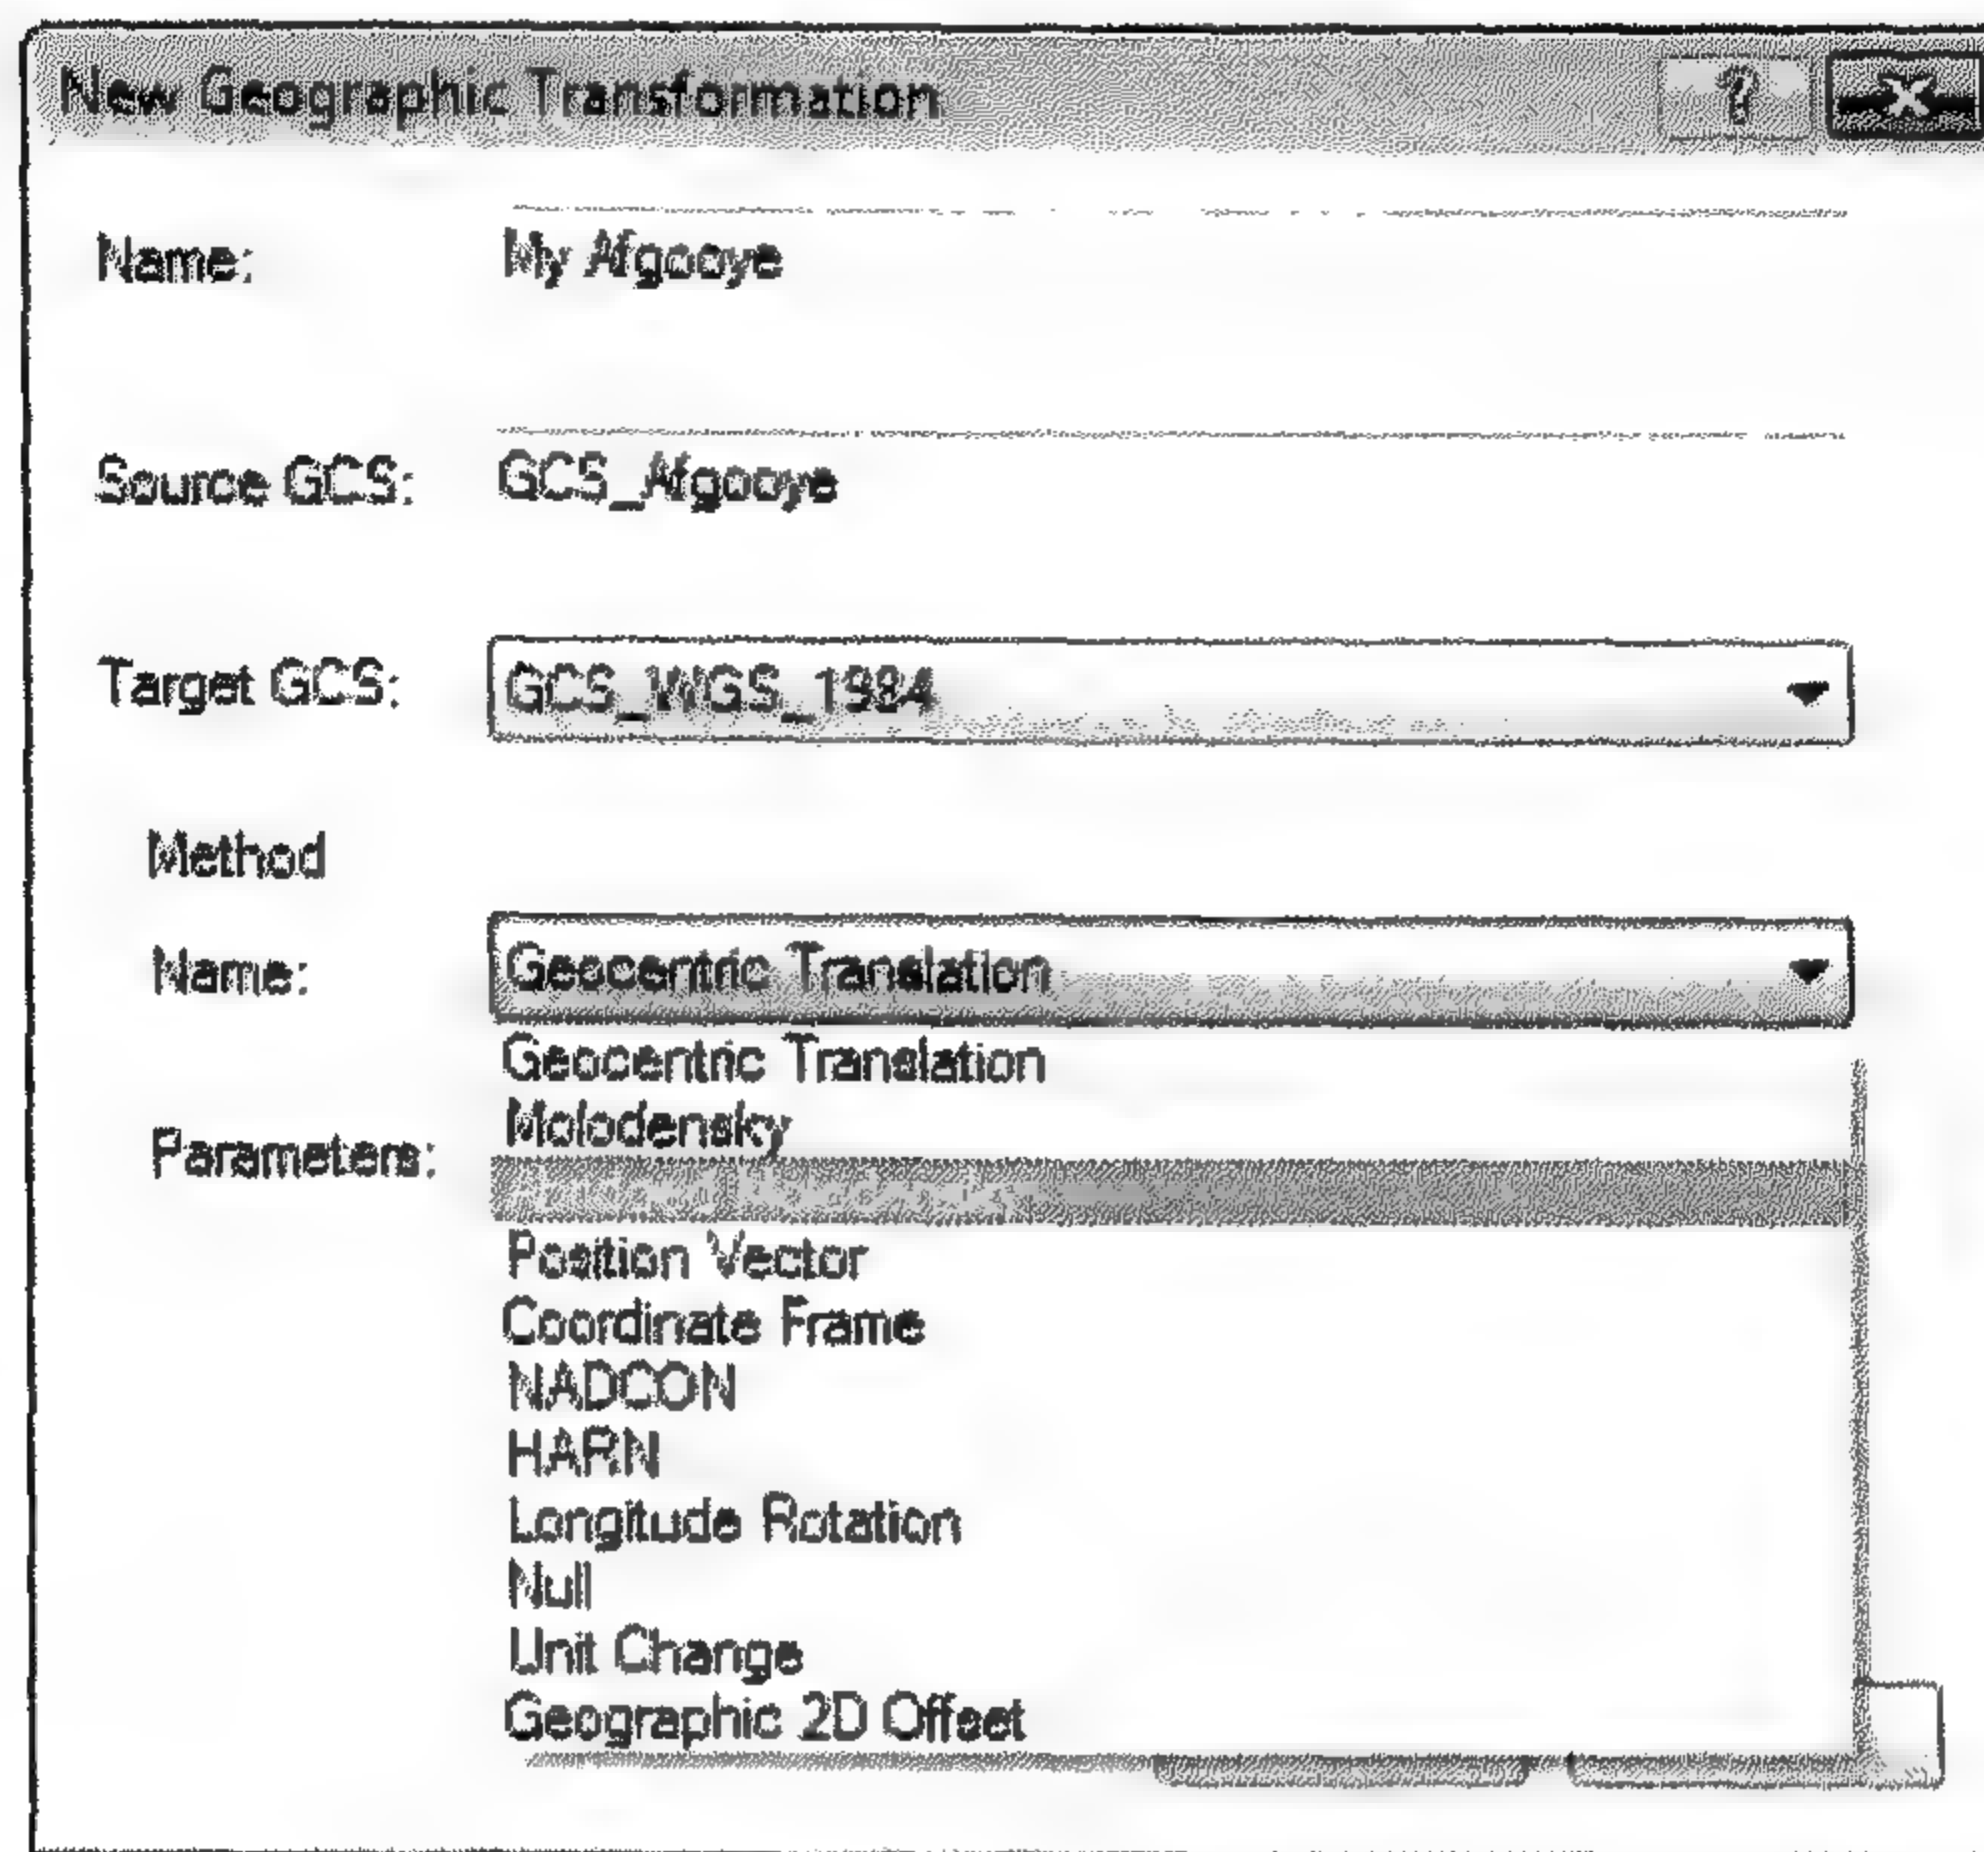 New Geographic Transformation ? X
Name: My Afgooye
Source GCS: GCS_Afgooye
Target GCS: GCS_WGS_1984
Method
Name: Geocentric Translation
Geocentric Translation
Molodensky
Parameters:
Position Vector
Coordinate Frame
NADCON
HARN
Longitude Rotation
Null
Unit Change
Geographic 2D Offset